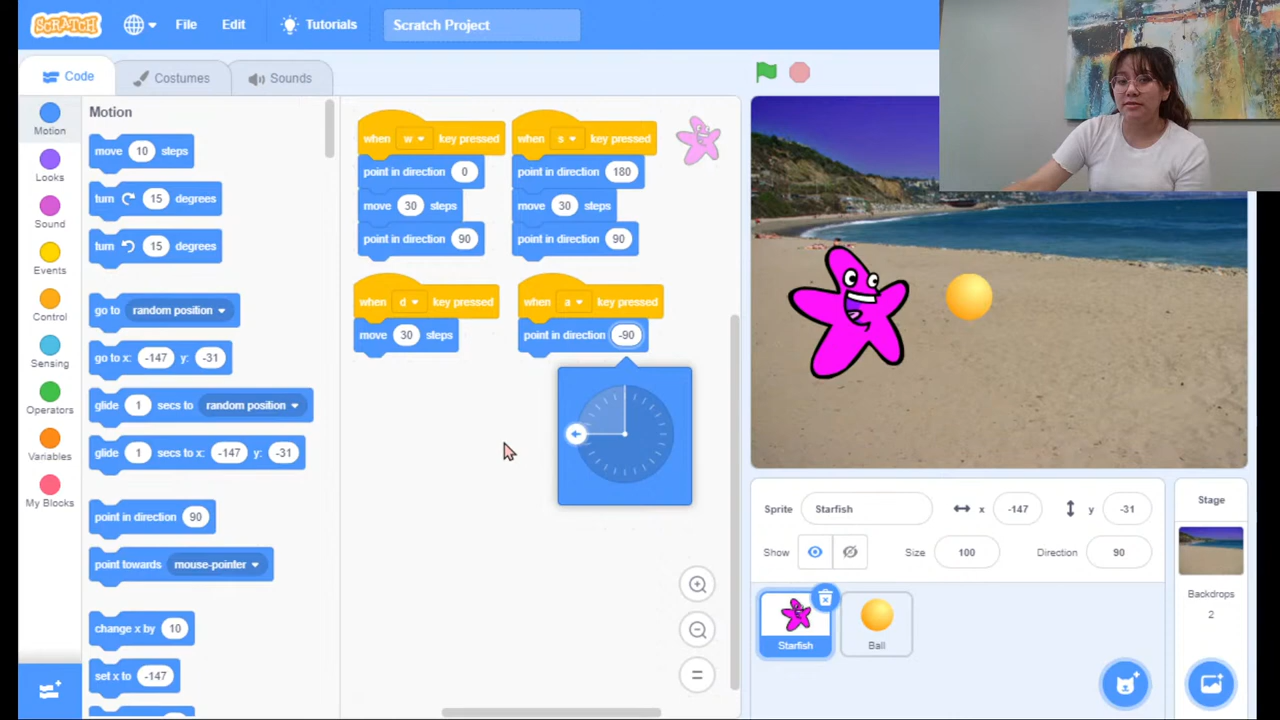 SCRATCH File Edit Tutorials Scratch Project
Code Costumes Sounds
Motion
Looks
Sound
Events
Control
Sensing
Operators
Variables
My Blocks
Motion
move 10 steps
turn 15 degrees
turn 15 degrees
go to random position
go to x: -147 y: -31
glide 1 secs to random position
glide 1 secs to x: -147 y: -31
point in direction 90
point towards mouse-pointer
change x by 10
set x to -147
when w key pressed
point in direction 0
move 30 steps
point in direction 90
when s key pressed
point in direction 180
move 30 steps
point in direction 90
when d key pressed
move 30 steps
when a key pressed
point in direction -90
Sprite Starfish x -147 y -31
Show Size 100 Direction 90
Starfish
Ball
Stage
Backdrops
2